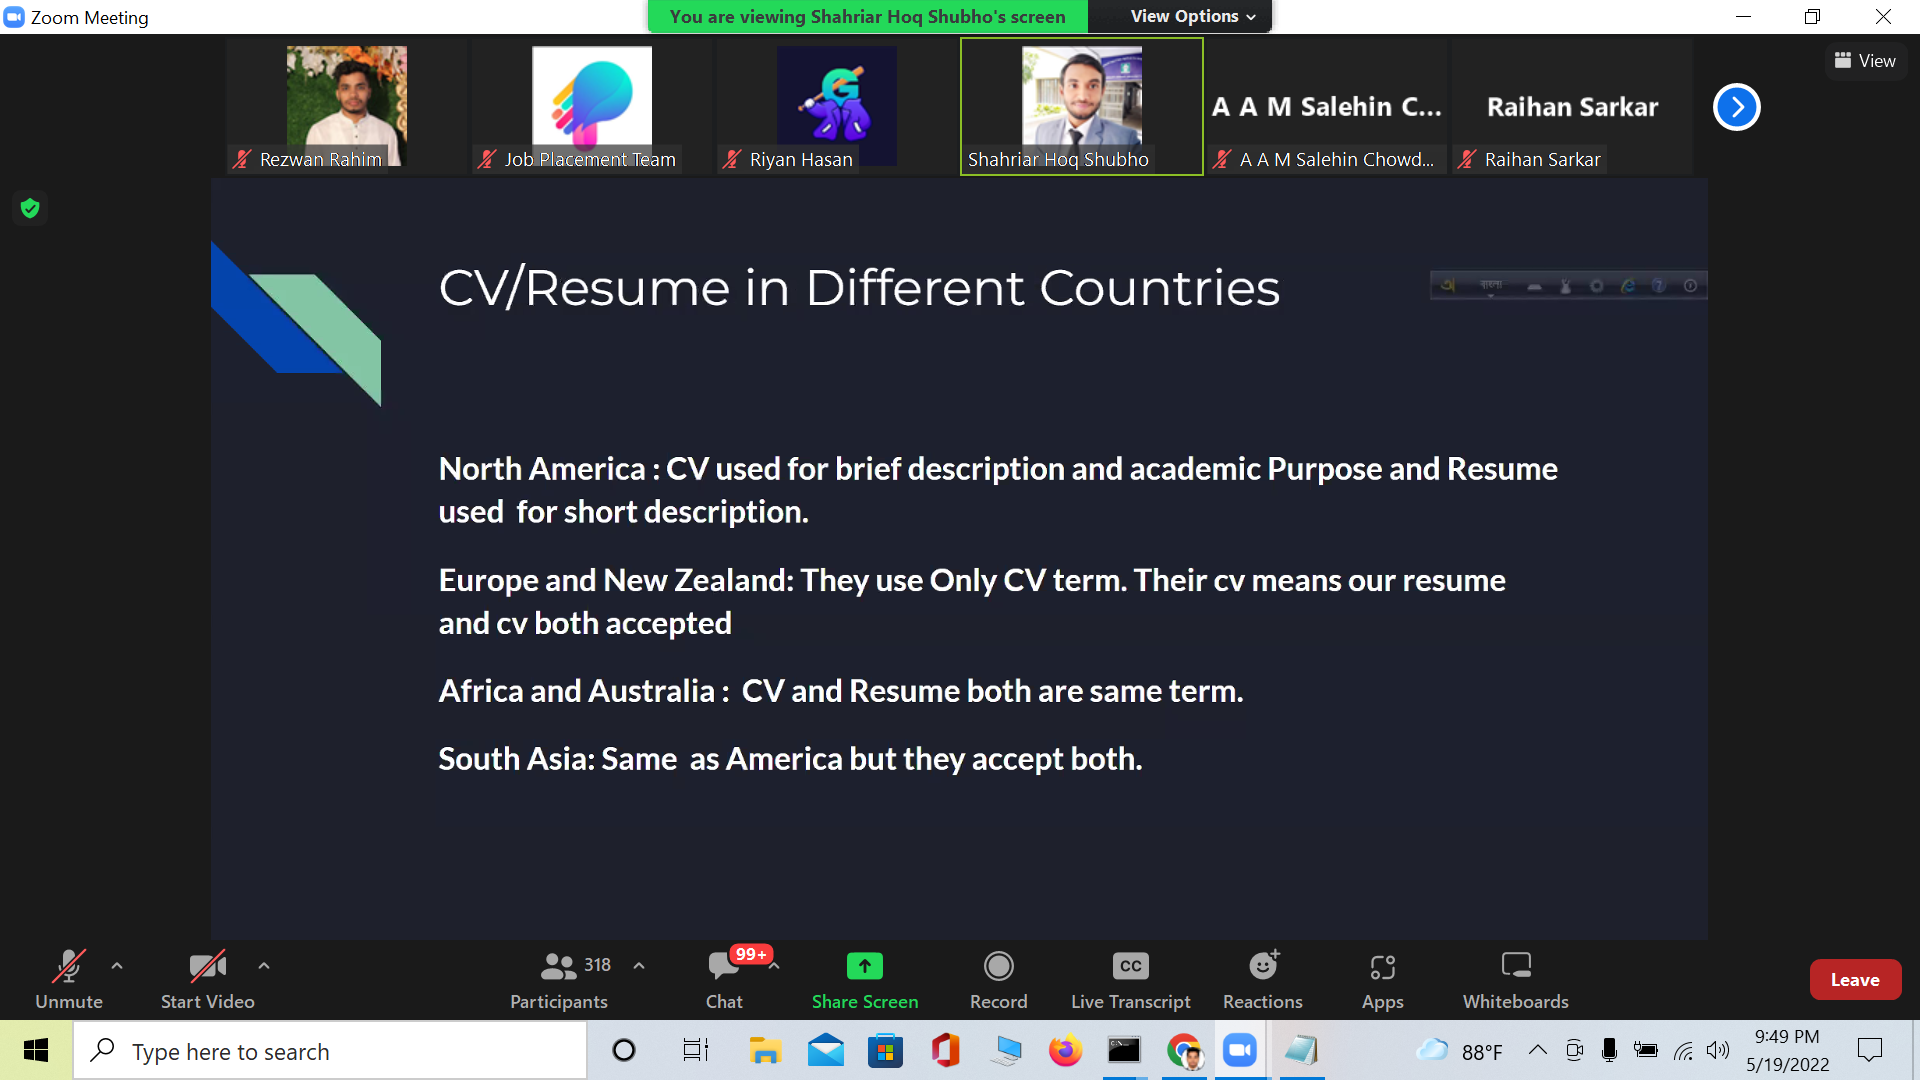 Zoom Meeting
You are viewing Shahriar Hoq Shubho's screen
View Options
View
A A M Salehin C...
Raihan Sarkar
Rezwan Rahim
Job Placement Team
Riyan Hasan
Shahriar Hoq Shubho
A A M Salehin Chowd...
Raihan Sarkar
CV/Resume in Different Countries
বাংলা
North America : CV used for brief description and academic Purpose and Resume
used for short description.
Europe and New Zealand: They use Only CV term. Their cv means our resume
and cv both accepted
Africa and Australia : CV and Resume both are same term.
South Asia: Same as America but they accept both.
318
99+
CC
Unmute
Start Video
Participants
Chat
Share Screen
Record
Live Transcript
Reactions
Apps
Whiteboards
Leave
Type here to search
88°F
9:49 PM
5/19/2022